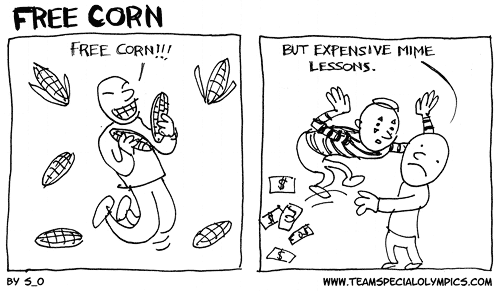 FREE CORN
FREE CORN!!!
BUT EXPENSIVE MIME
LESSONS.
$
$
$
BY S_O
WWW.TEAMSPECIALOLYMPICS.COM